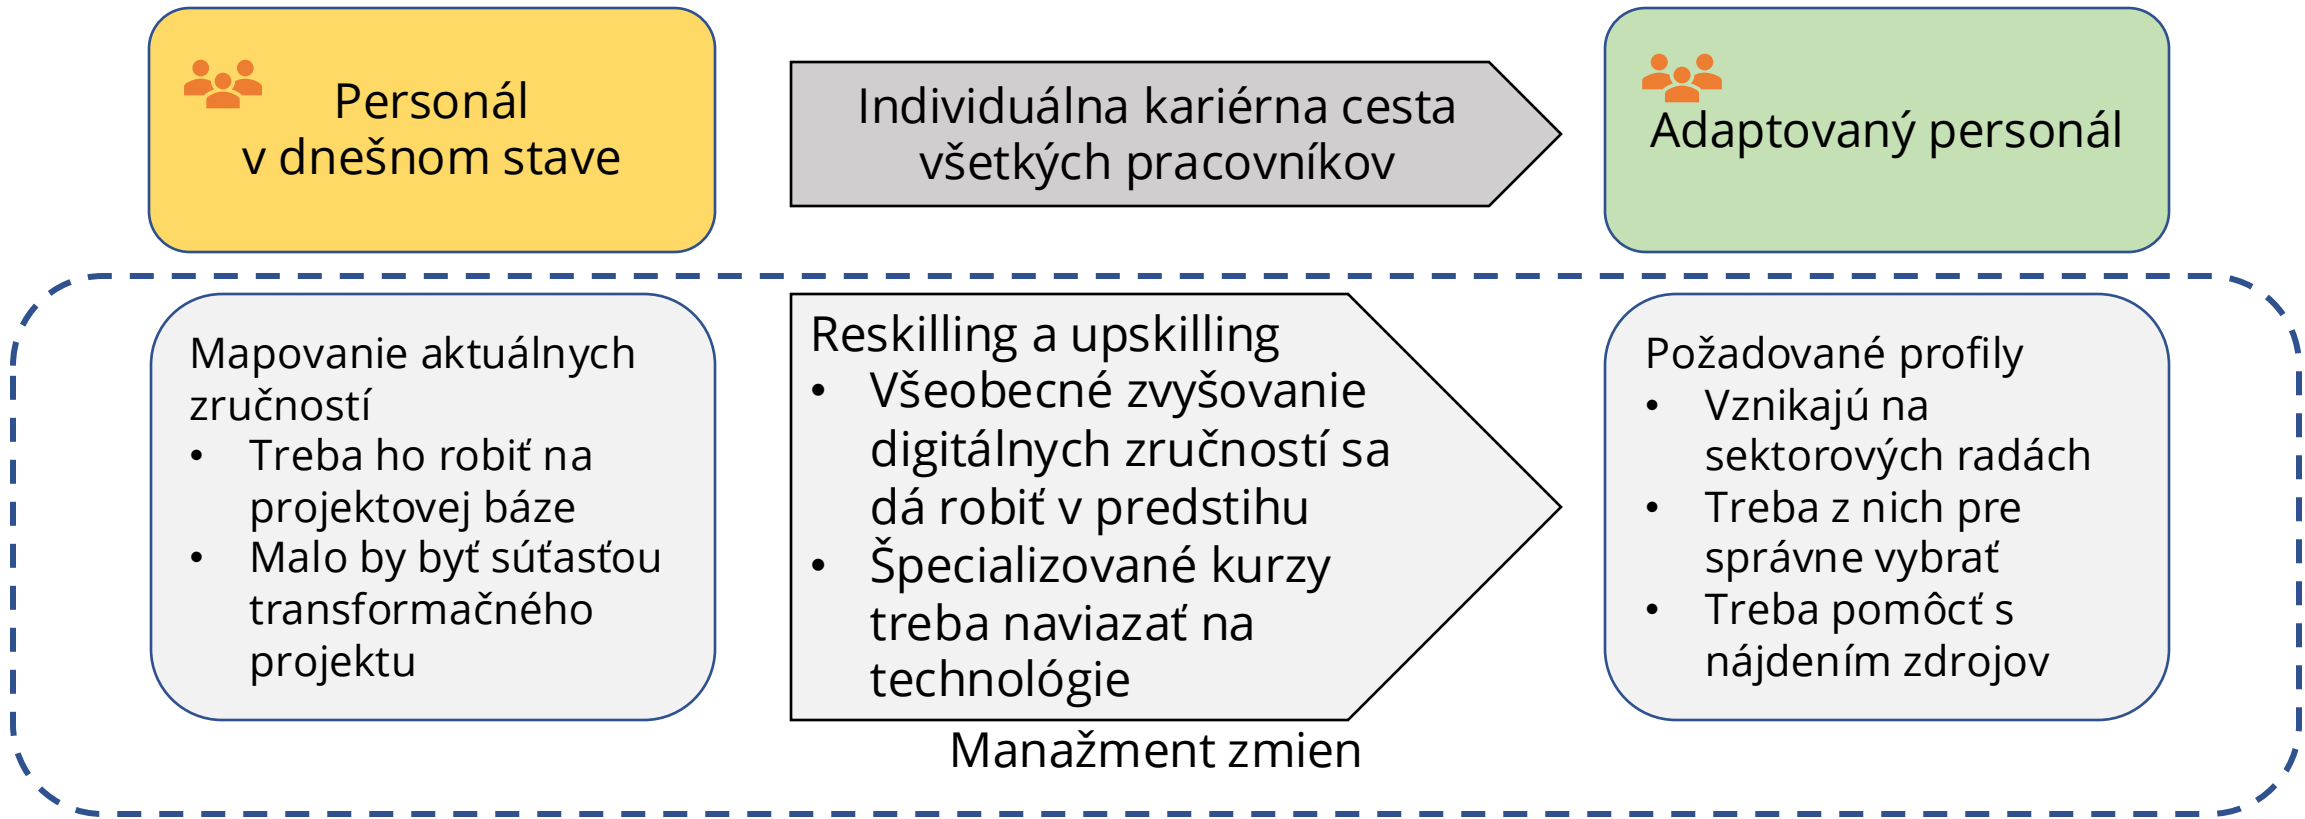 Personál
v dnešnom stave
Individuálna kariérna cesta
všetkých pracovníkov
Adaptovaný personál
Mapovanie aktuálnych
zručností
• Treba ho robiť na
projektovej báze
• Malo by byť súťasťou
transformačného
projektu
Reskilling a upskilling
• Všeobecné zvyšovanie
digitálnych zručností sa
dá robiť v predstihu
• Špecializované kurzy
treba naviazať na
technológie
Požadované profily
• Vznikajú na
sektorových radách
• Treba z nich pre
správne vybrať
• Treba pomôcť s
nájdením zdrojov
Manažment zmien